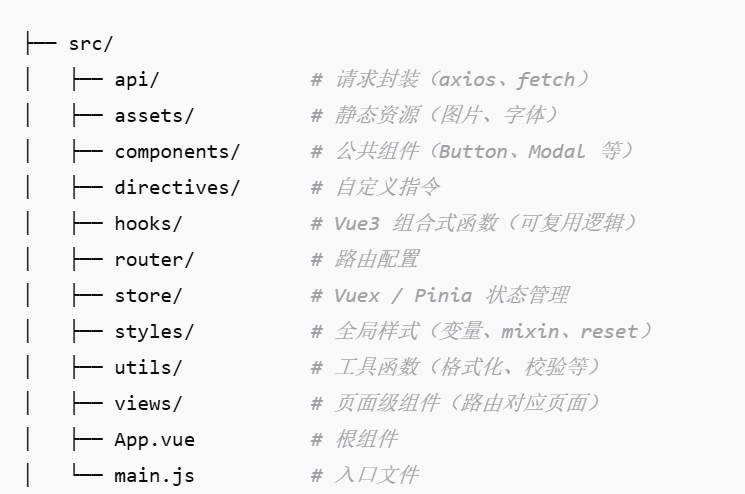 ├── src/
│   ├── api/             # 请求封装（axios、fetch）
│   ├── assets/          # 静态资源（图片、字体）
│   ├── components/      # 公共组件（Button、Modal 等）
│   ├── directives/      # 自定义指令
│   ├── hooks/           # Vue3 组合式函数（可复用逻辑）
│   ├── router/          # 路由配置
│   ├── store/           # Vuex / Pinia 状态管理
│   ├── styles/          # 全局样式（变量、mixin、reset）
│   ├── utils/           # 工具函数（格式化、校验等）
│   ├── views/           # 页面级组件（路由对应页面）
│   ├── App.vue          # 根组件
│   └── main.js          # 入口文件